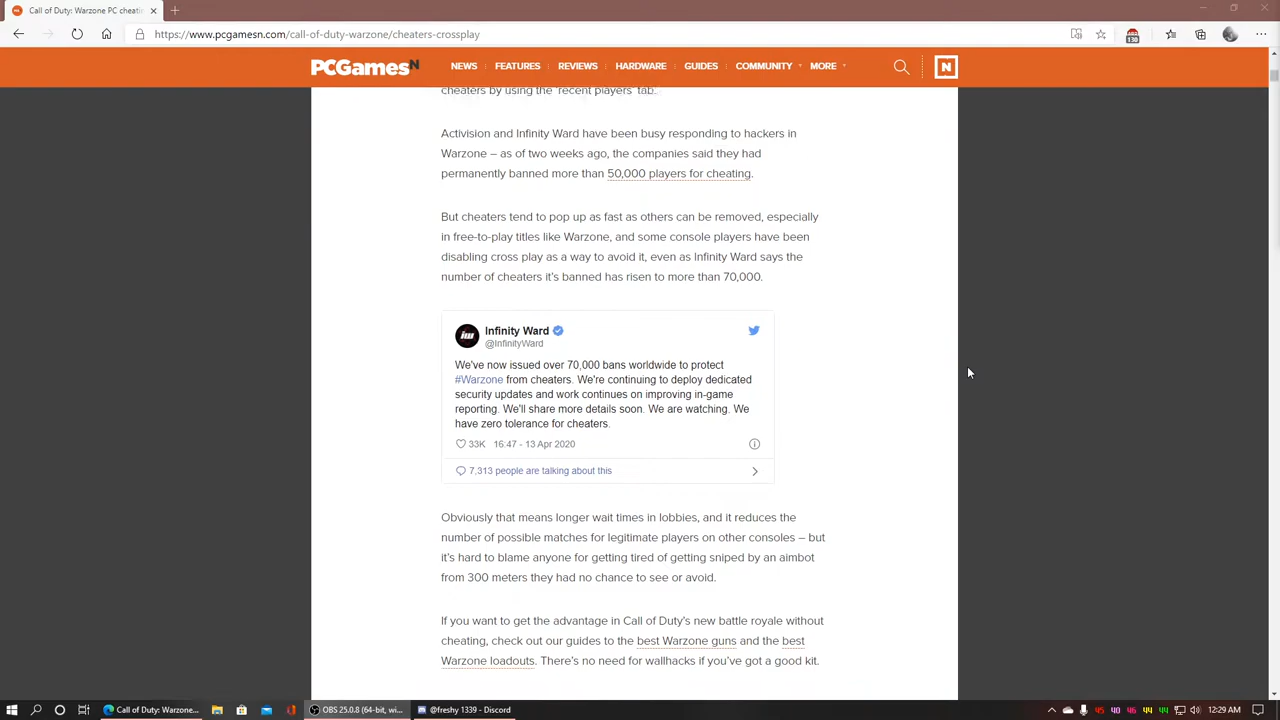 Call of Duty: Warzone PC cheatin
https://www.pcgamesn.com/call-of-duty-warzone/cheaters-crossplay
130
PCGamesN
NEWS
FEATURES
REVIEWS
HARDWARE
GUIDES
COMMUNITY
MORE
N
cheaters by using the 'recent players' tab.
Activision and Infinity Ward have been busy responding to hackers in
Warzone – as of two weeks ago, the companies said they had
permanently banned more than 50,000 players for cheating.
But cheaters tend to pop up as fast as others can be removed, especially
in free-to-play titles like Warzone, and some console players have been
disabling cross play as a way to avoid it, even as Infinity Ward says the
number of cheaters it's banned has risen to more than 70,000.
iw
Infinity Ward
@InfinityWard
We've now issued over 70,000 bans worldwide to protect
#Warzone from cheaters. We're continuing to deploy dedicated
security updates and work continues on improving in-game
reporting. We'll share more details soon. We are watching. We
have zero tolerance for cheaters.
33K 16:47 - 13 Apr 2020
7,313 people are talking about this
Obviously that means longer wait times in lobbies, and it reduces the
number of possible matches for legitimate players on other consoles – but
it's hard to blame anyone for getting tired of getting sniped by an aimbot
from 300 meters they had no chance to see or avoid.
If you want to get the advantage in Call of Duty's new battle royale without
cheating, check out our guides to the best Warzone guns and the best
Warzone loadouts. There's no need for wallhacks if you've got a good kit.
Call of Duty: Warzone...
OBS 25.0.8 (64-bit, wi...
@freshy 1339 - Discord
12:29 AM